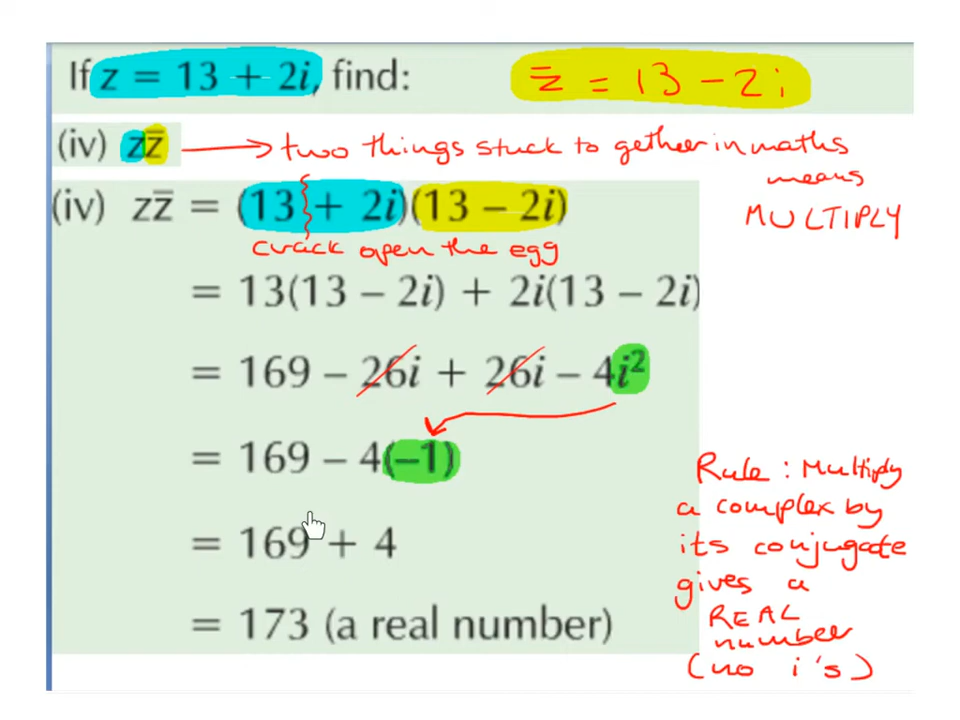 If z = 13 + 2i, find: z̄ = 13 - 2i
(iv) zz̄ → two things stuck to gether in maths
means
MULTIPLY
(iv) zz̄ = (13 + 2i)(13 – 2i)
crack open the egg
= 13(13 – 2i) + 2i(13 – 2i)
= 169 – 26i + 26i – 4i²
= 169 – 4(–1)
= 169 + 4
= 173 (a real number)
Rule : Multiply
a complex by
its conjugate
gives a
REAL
number
(no i's)